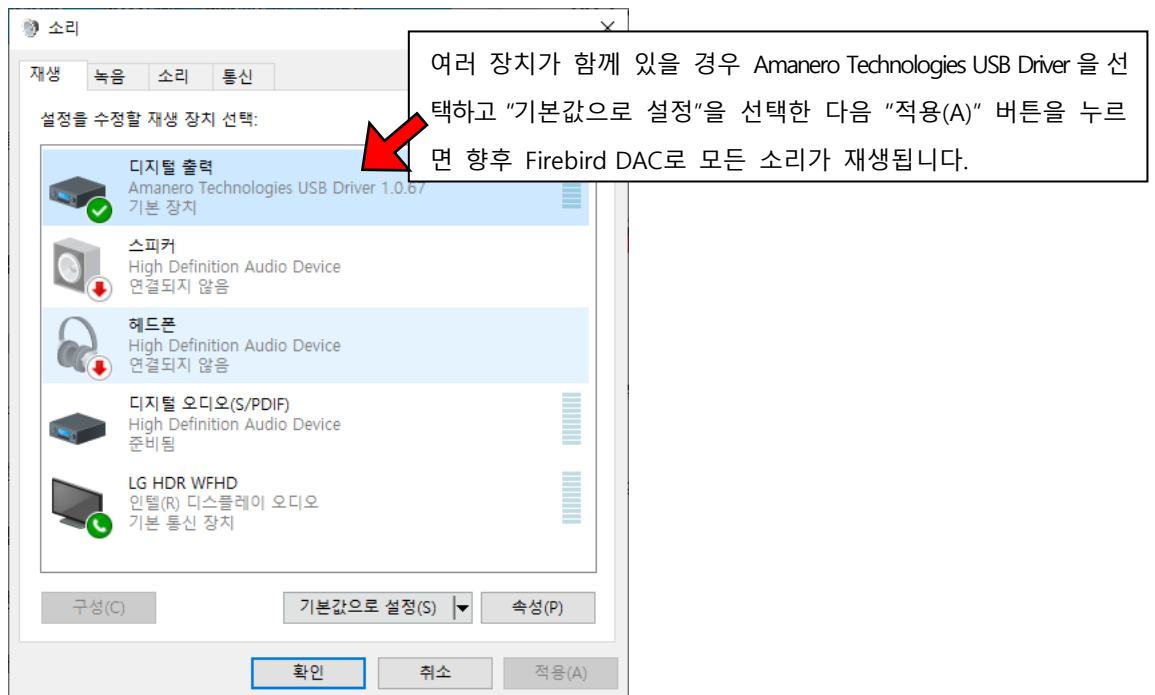 소리
여러 장치가 함께 있을 경우 Amanero Technologies USB Driver 을 선
택하고 "기본값으로 설정"을 선택한 다음 "적용(A)" 버튼을 누르
면 향후 Firebird DAC로 모든 소리가 재생됩니다.
재생 녹음 소리 통신
설정을 수정할 재생 장치 선택:
디지털 출력
Amanero Technologies USB Driver 1.0.67
기본 장치
스피커
High Definition Audio Device
연결되지 않음
헤드폰
High Definition Audio Device
연결되지 않음
디지털 오디오(S/PDIF)
High Definition Audio Device
준비됨
LG HDR WFHD
인텔(R) 디스플레이 오디오
기본 통신 장치
구성(C) 기본값으로 설정(S) 속성(P)
확인 취소 적용(A)